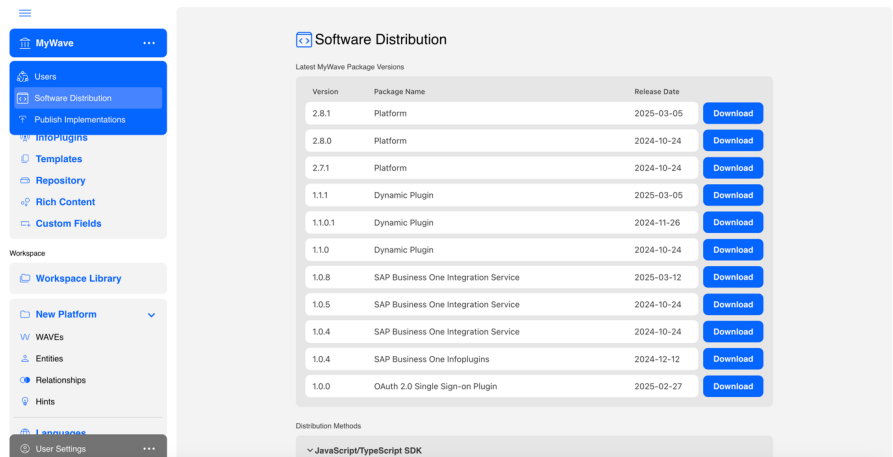 MyWave
Users
Software Distribution
Publish Implementations
InfoPlugins
Templates
Repository
Rich Content
Custom Fields
Workspace
Workspace Library
New Platform
WAVEs
Entities
Relationships
Hints
Languages
User Settings
Software Distribution
Latest MyWave Package Versions
Version Package Name Release Date
2.8.1 Platform 2025-03-05 Download
2.8.0 Platform 2024-10-24 Download
2.7.1 Platform 2024-10-24 Download
1.1.1 Dynamic Plugin 2025-03-05 Download
1.1.0.1 Dynamic Plugin 2024-11-26 Download
1.1.0 Dynamic Plugin 2024-10-24 Download
1.0.8 SAP Business One Integration Service 2025-03-12 Download
1.0.5 SAP Business One Integration Service 2024-10-24 Download
1.0.4 SAP Business One Integration Service 2024-10-24 Download
1.0.4 SAP Business One Infoplugins 2024-12-12 Download
1.0.0 OAuth 2.0 Single Sign-on Plugin 2025-02-27 Download
Distribution Methods
JavaScript/TypeScript SDK